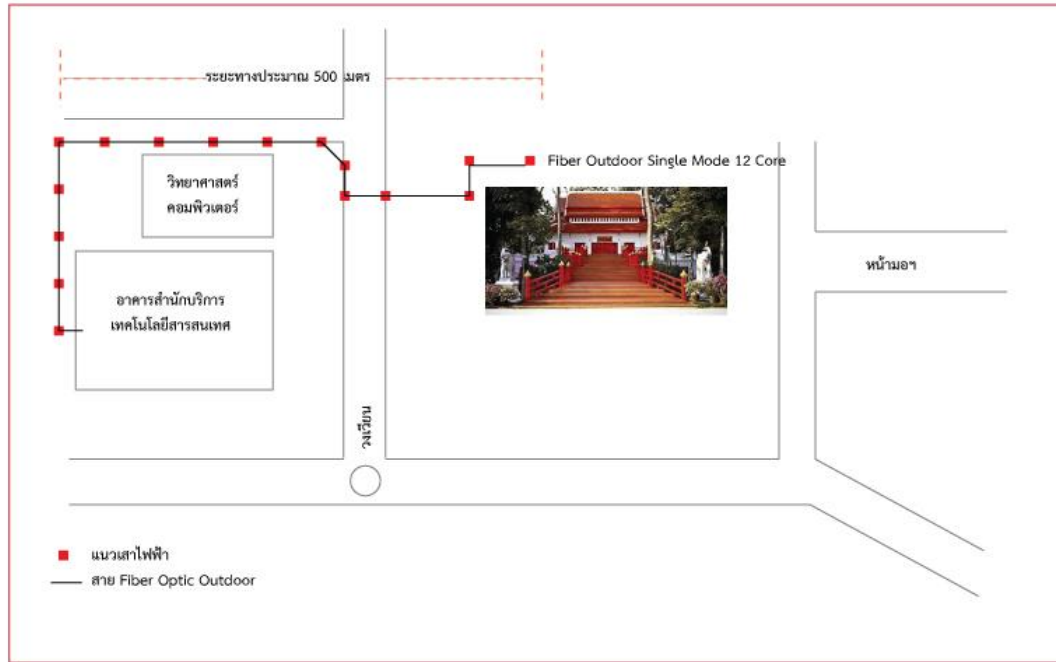 ระยะทางประมาณ 500 เมตร
Fiber Outdoor Single Mode 12 Core
วิทยาศาสตร์
คอมพิวเตอร์
หน้ามอฯ
อาคารสำนักบริการ
เทคโนโลยีสารสนเทศ
วงเวียน
แนวเสาไฟฟ้า
สาย Fiber Optic Outdoor